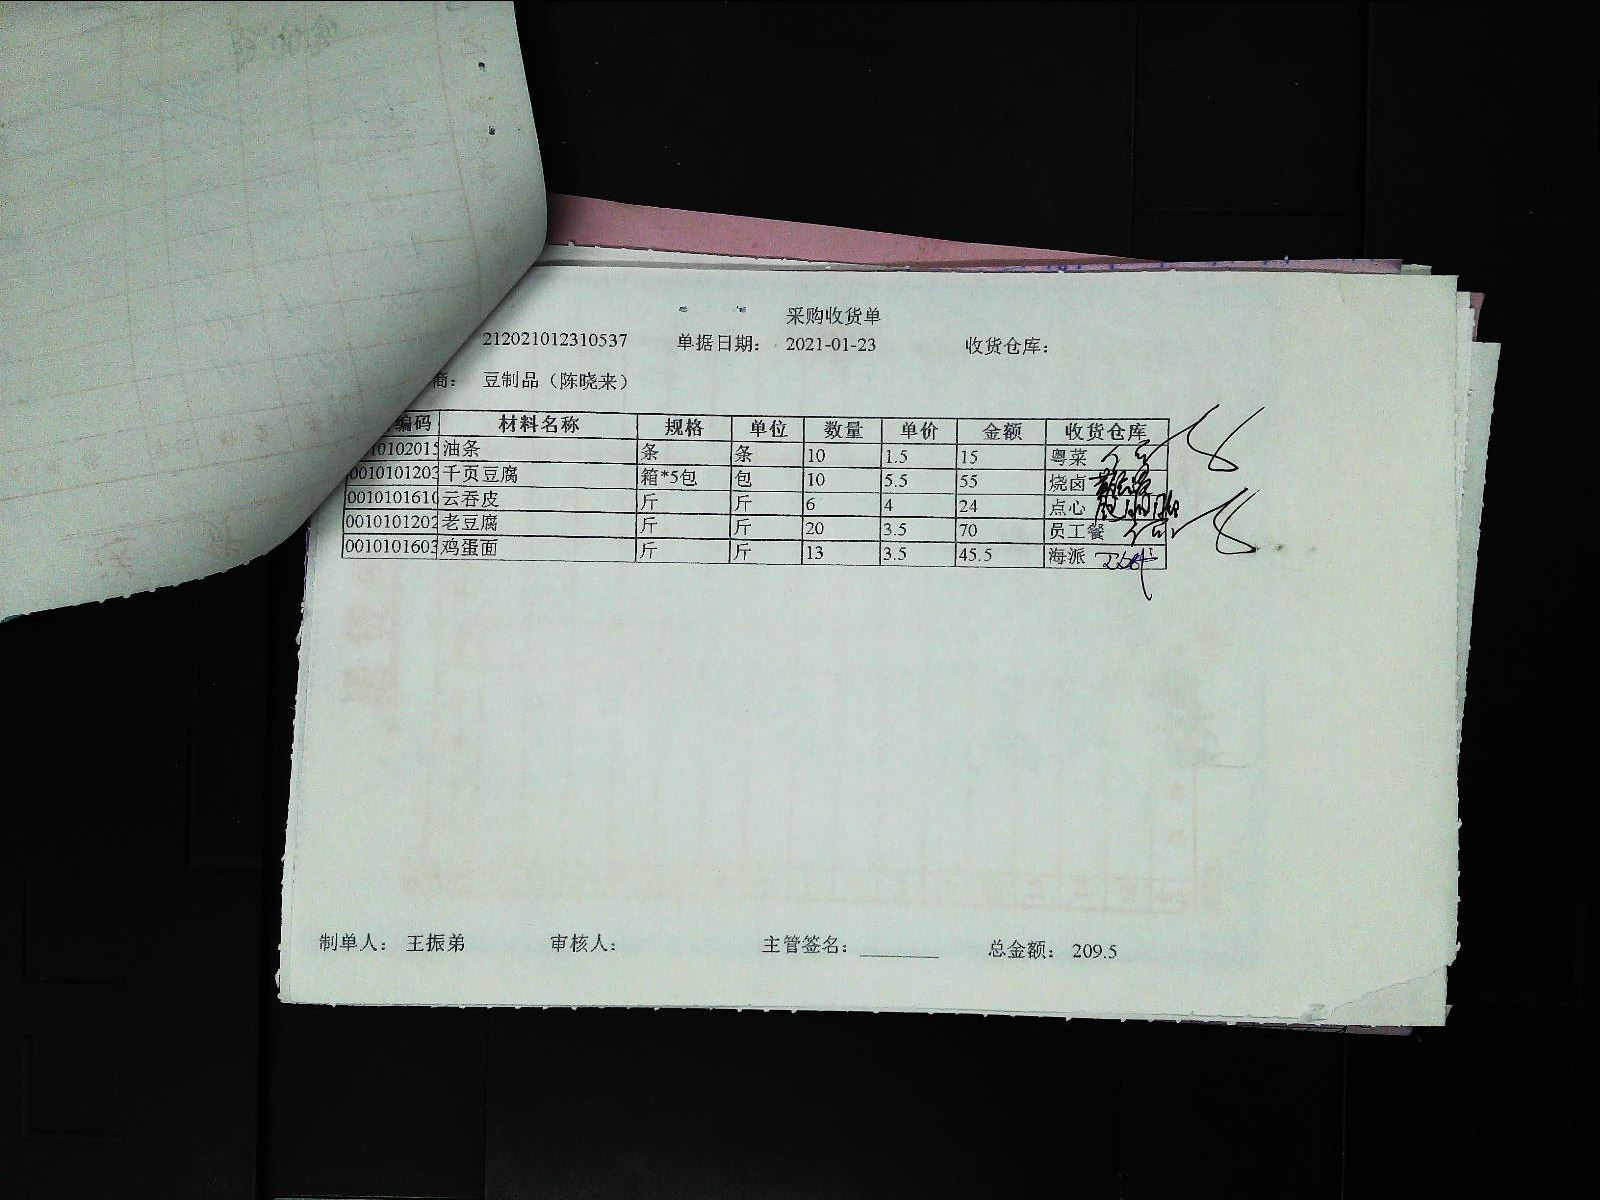 采购收货单
212021012310537 单据日期： 2021-01-23 收货仓库：
商： 豆制品（陈晓来）
编码 材料名称 规格 单位 数量 单价 金额 收货仓库
0102015 油条 条 条 10 1.5 15 粤菜
0010101203 千页豆腐 箱*5包 包 10 5.5 55 烧卤
0010101610 云吞皮 斤 斤 6 4 24 点心
0010101202 老豆腐 斤 斤 20 3.5 70 员工餐
0010101603 鸡蛋面 斤 斤 13 3.5 45.5 海派
制单人： 王振弟 审核人： 主管签名：________ 总金额： 209.5